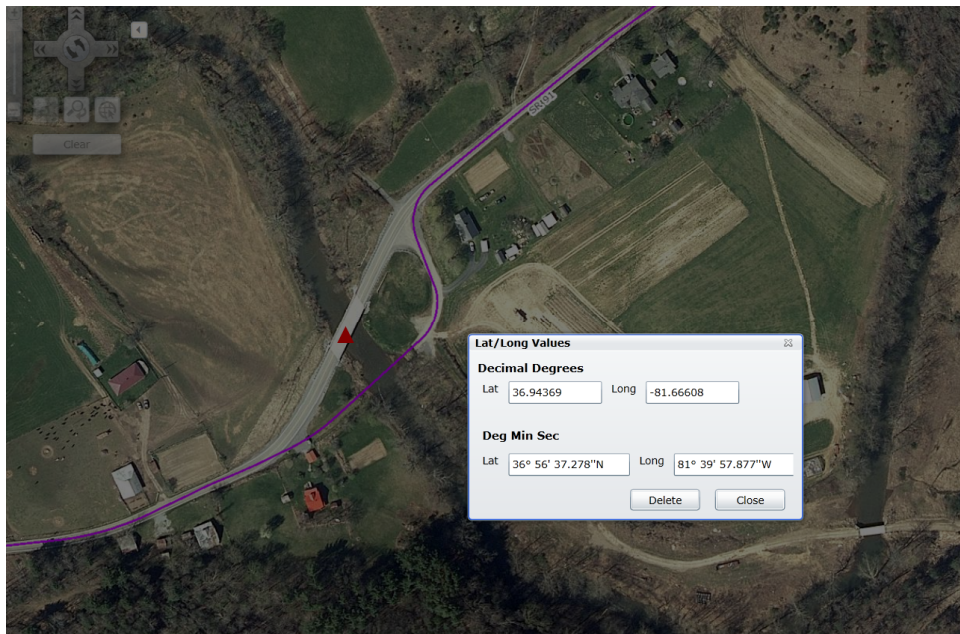 Clear
SR(91)
Lat/Long Values
Decimal Degrees
Lat 36.94369 Long -81.66608
Deg Min Sec
Lat 36° 56' 37.278"N Long 81° 39' 57.877"W
Delete Close